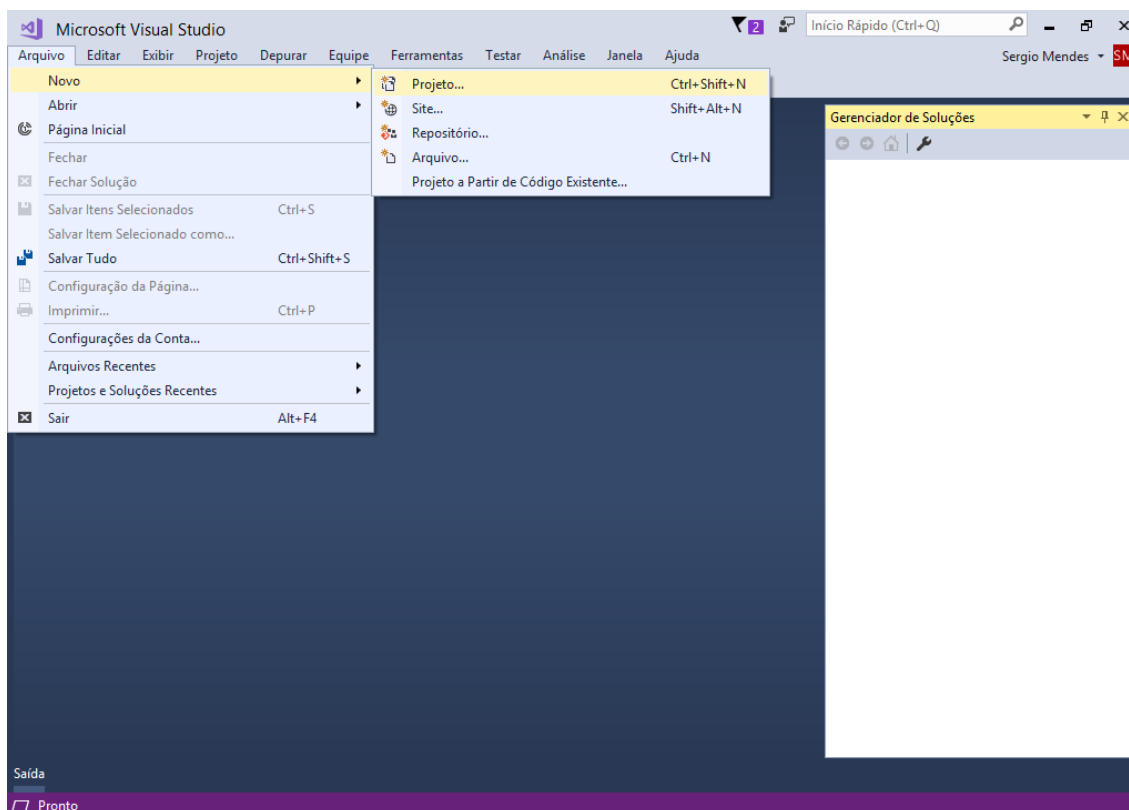 Microsoft Visual Studio
2
Início Rápido (Ctrl+Q)
Arquivo Editar Exibir Projeto Depurar Equipe Ferramentas Testar Análise Janela Ajuda
Sergio Mendes SM
Novo
Abrir
Página Inicial
Fechar
Fechar Solução
Salvar Itens Selecionados Ctrl+S
Salvar Item Selecionado como...
Salvar Tudo Ctrl+Shift+S
Configuração da Página...
Imprimir... Ctrl+P
Configurações da Conta...
Arquivos Recentes
Projetos e Soluções Recentes
Sair Alt+F4
Projeto... Ctrl+Shift+N
Site... Shift+Alt+N
Repositório...
Arquivo... Ctrl+N
Projeto a Partir de Código Existente...
Gerenciador de Soluções
Saída
Pronto